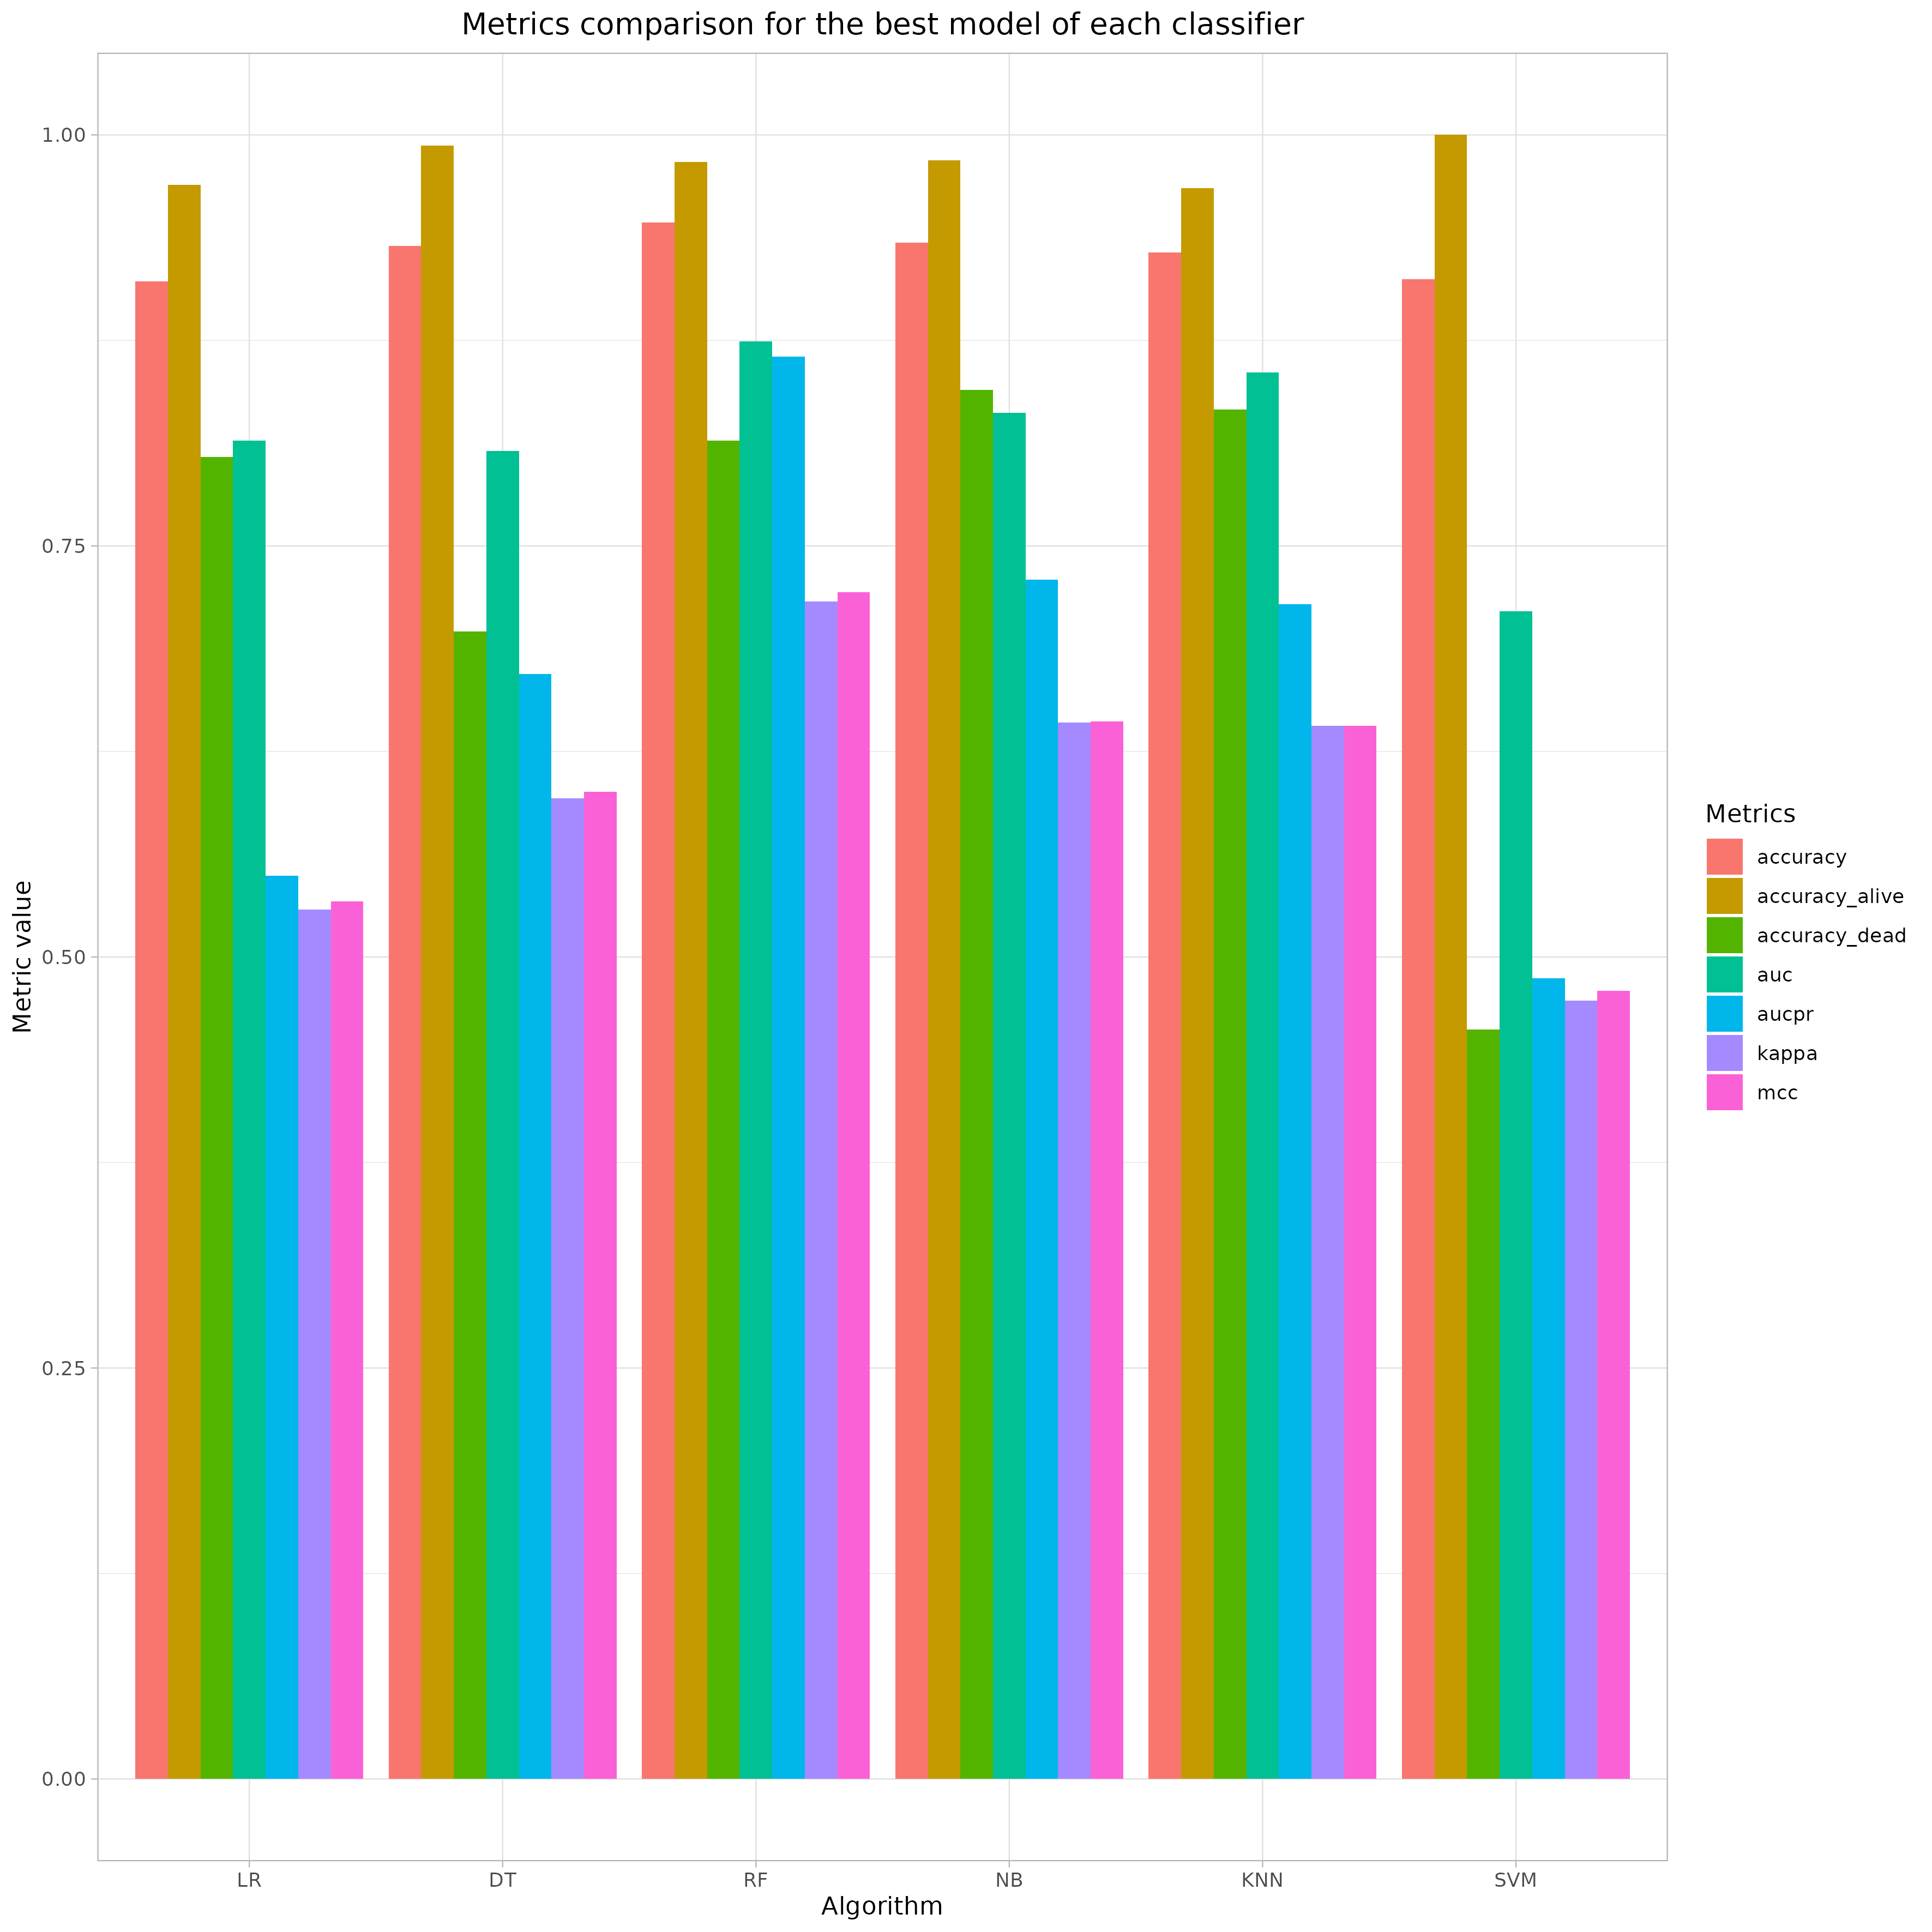 Metrics comparison for the best model of each classifier
1.00
0.75
0.50
0.25
0.00
Metric value
LR DT RF NB KNN SVM
Algorithm
Metrics
accuracy
accuracy_alive
accuracy_dead
auc
aucpr
kappa
mcc